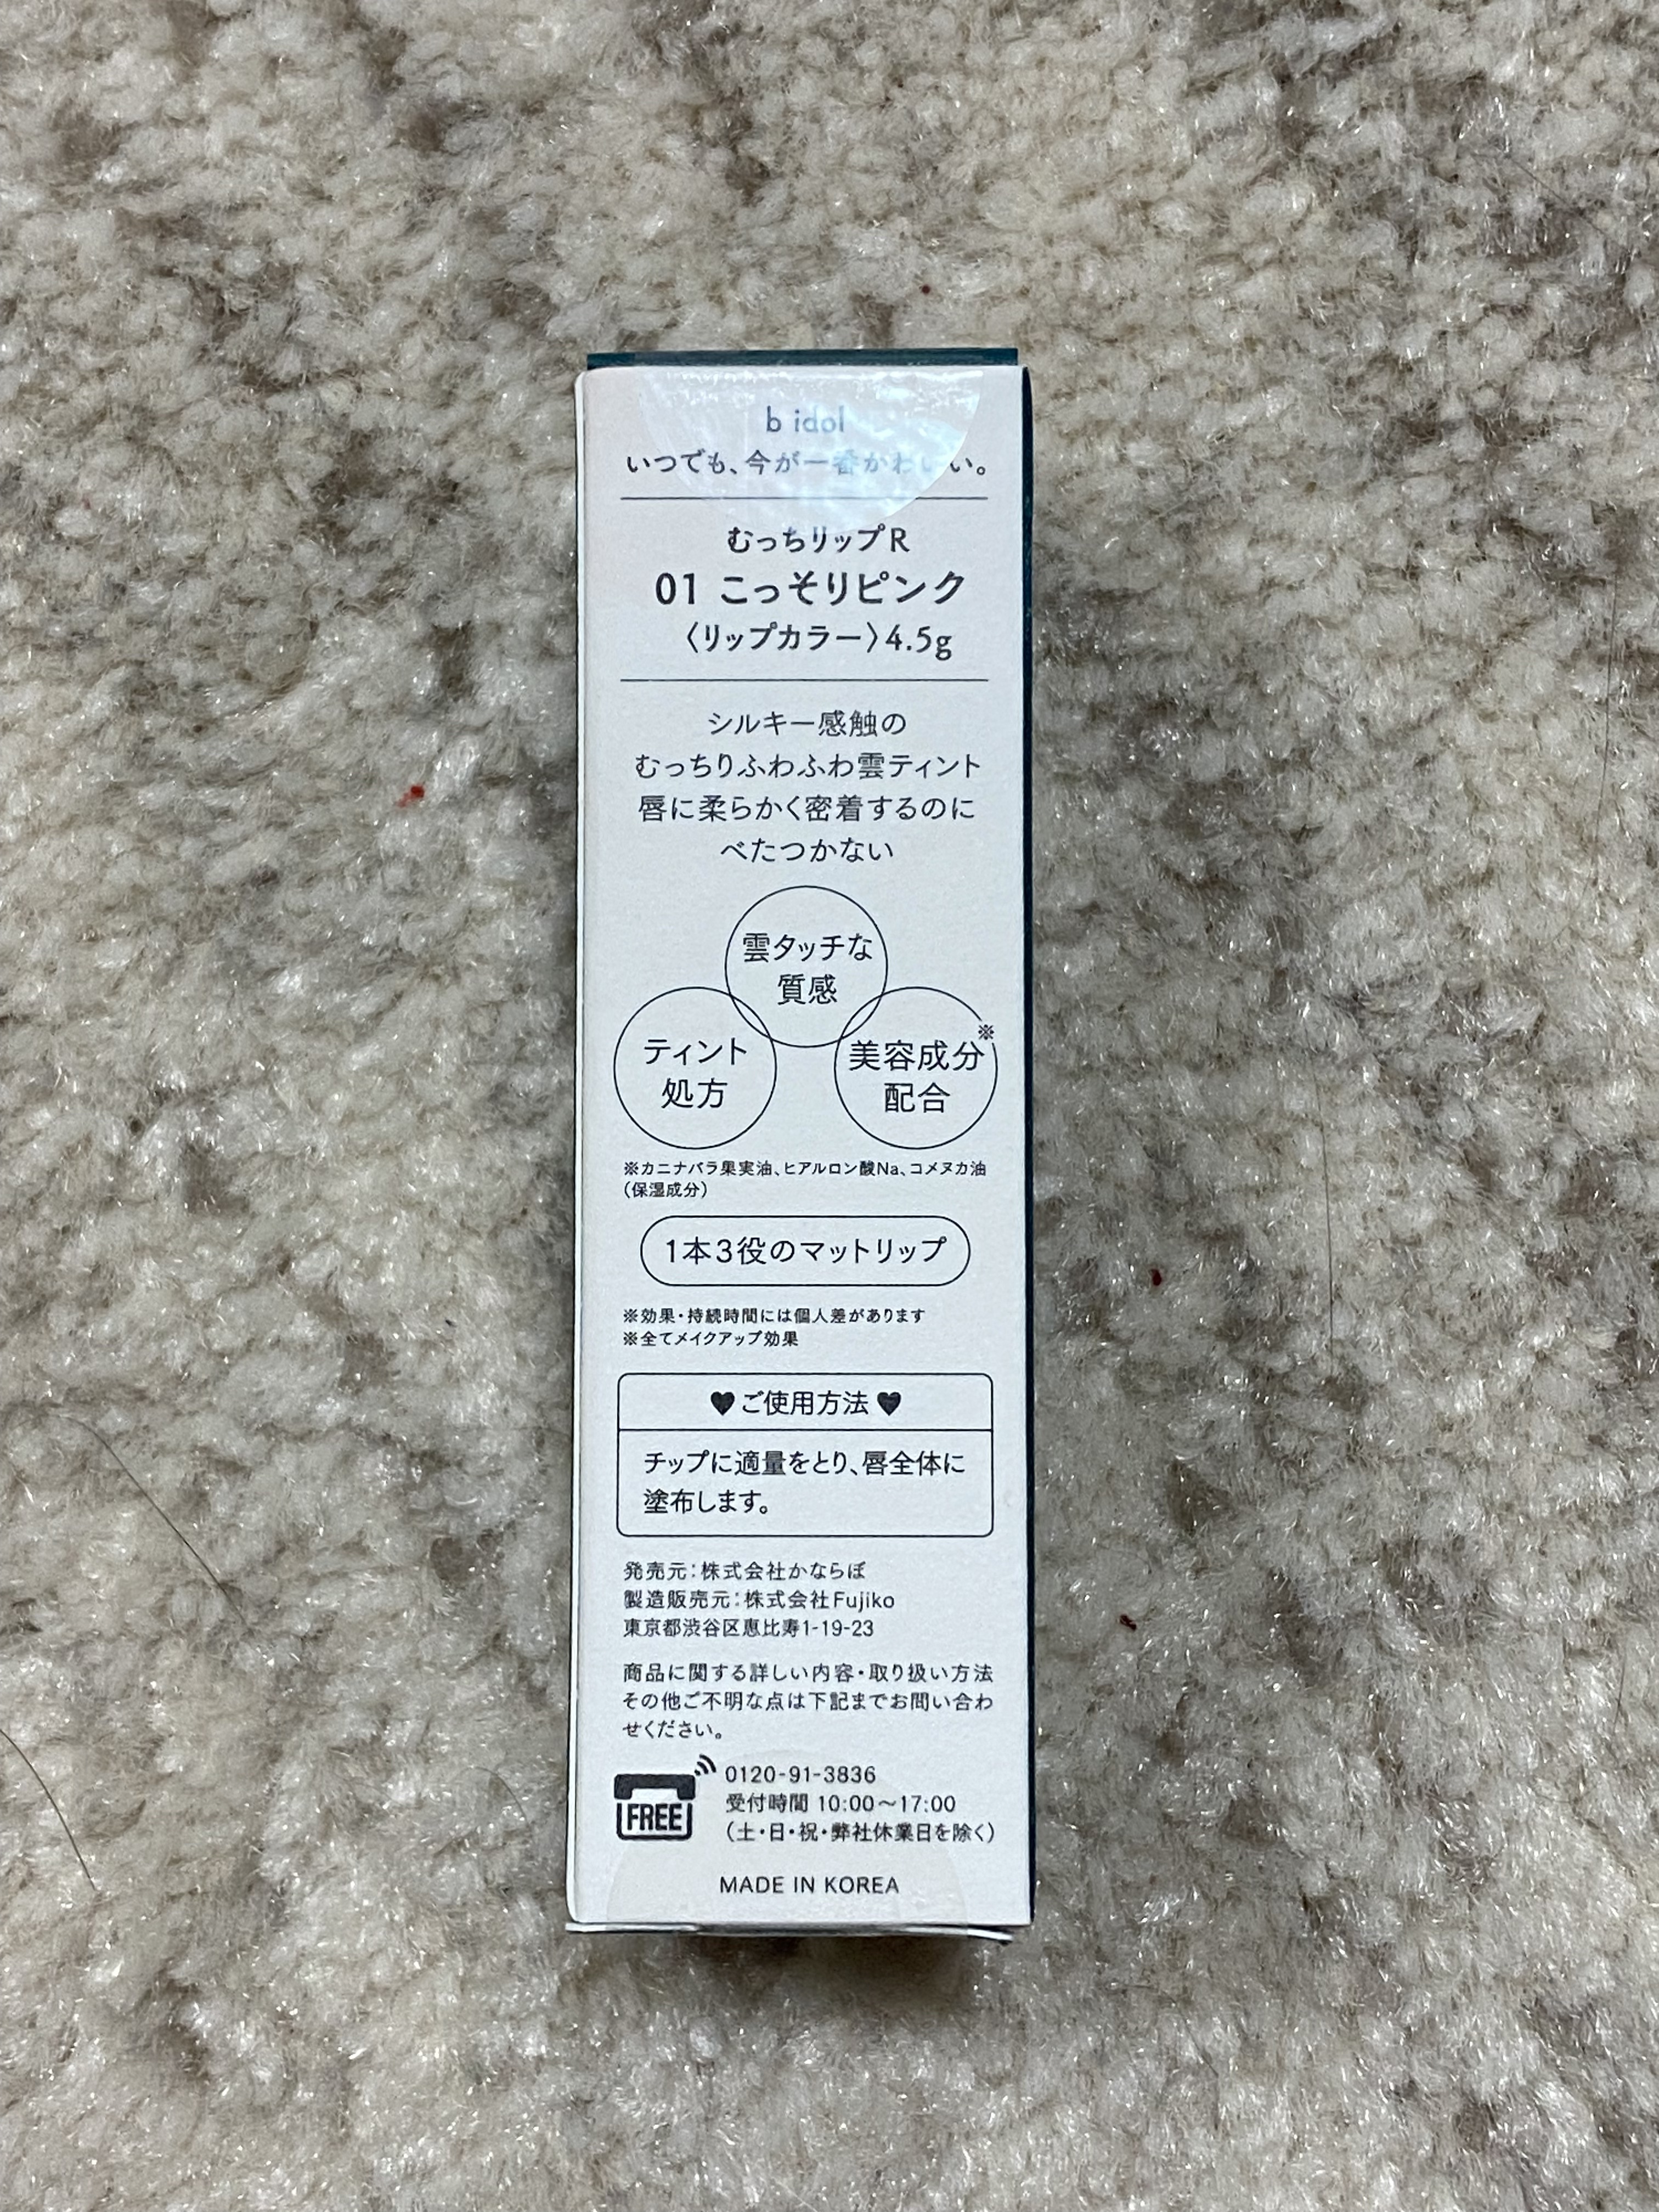 b idol
いつでも、今が一番かわいい。
むっちリップR
01 こっそりピンク
〈リップカラー〉4.5g
シルキー感触の
むっちりふわふわ雲ティント
唇に柔らかく密着するのに
べたつかない
雲タッチな
質感
ティント
処方
美容成分※
配合
※カニナバラ果実油、ヒアルロン酸Na、コメヌカ油
（保湿成分）
1本3役のマットリップ
※効果・持続時間には個人差があります
※全てメイクアップ効果
♥ ご使用方法 ♥
チップに適量をとり、唇全体に
塗布します。
発売元：株式会社かならぼ
製造販売元：株式会社Fujiko
東京都渋谷区恵比寿1-19-23
商品に関する詳しい内容・取り扱い方法
その他ご不明な点は下記までお問い合わ
せください。
FREE
0120-91-3836
受付時間 10:00～17:00
（土・日・祝・弊社休業日を除く）
MADE IN KOREA